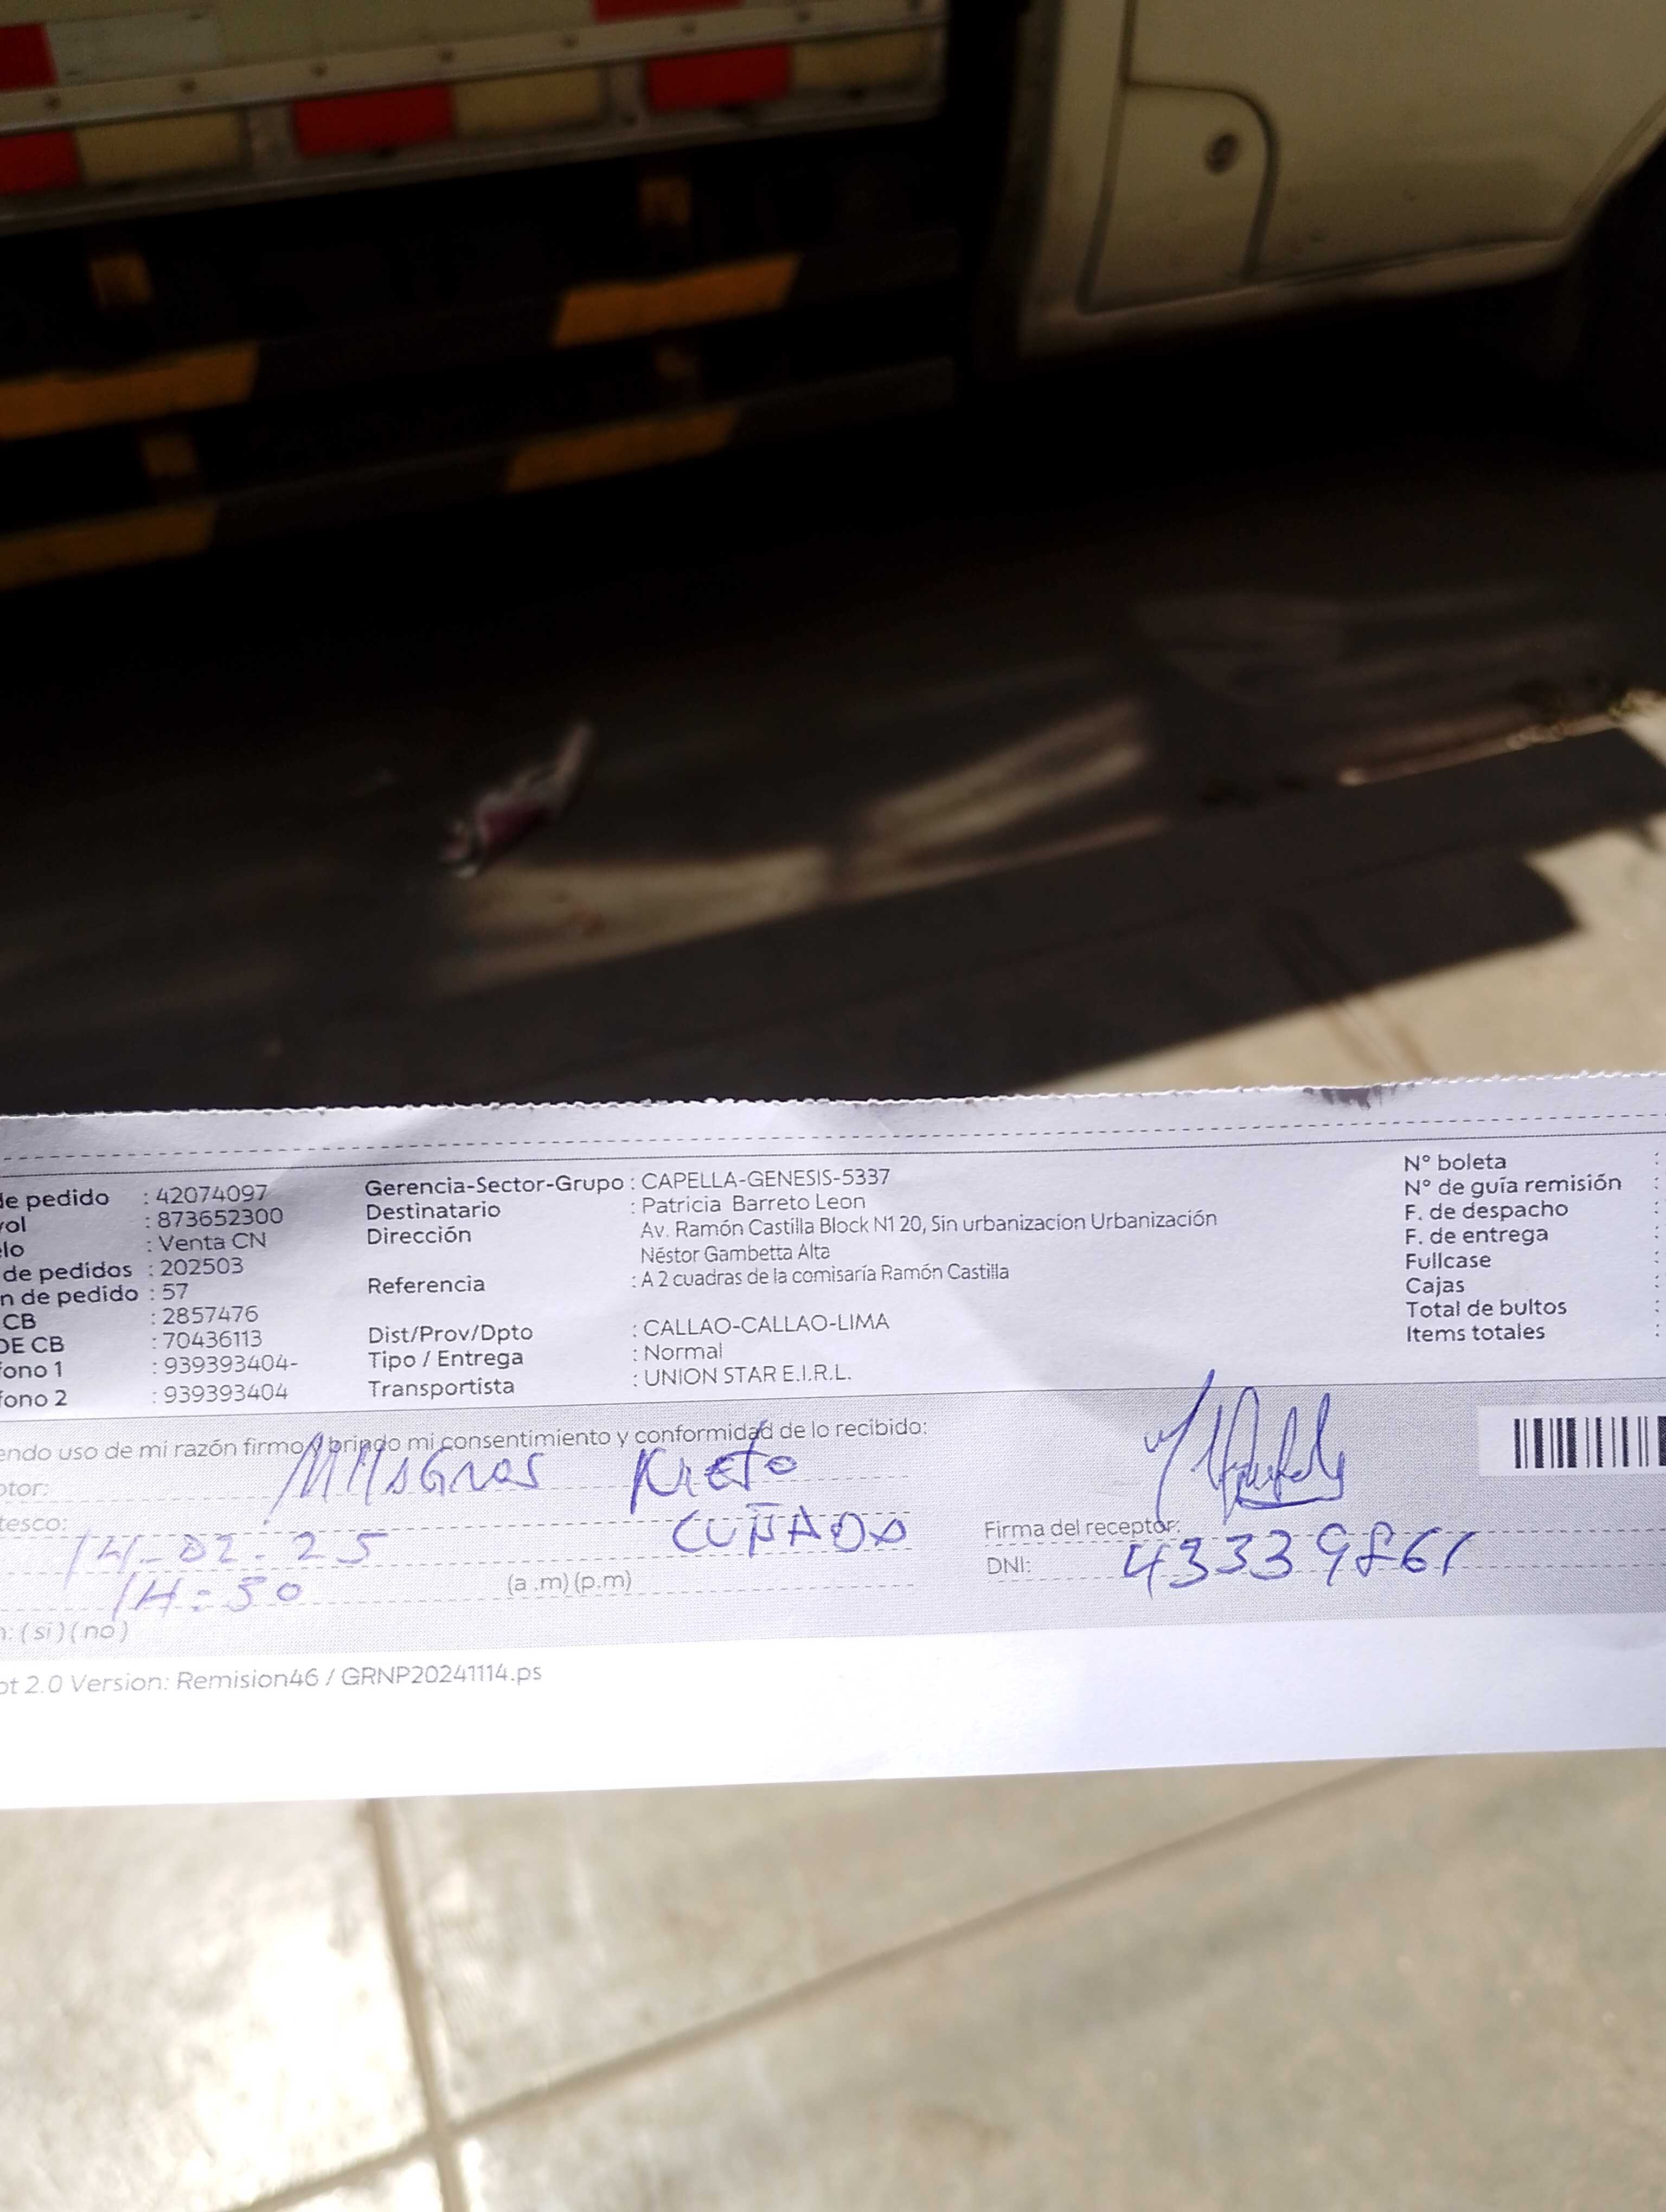 de pedido : 42074097
rol : 873652300
elo : Venta CN
de pedidos : 202503
n de pedido : 57
CB : 2857476
DE CB : 70436113
fono 1 : 939393404-
fono 2 : 939393404
Gerencia-Sector-Grupo : CAPELLA-GENESIS-5337
Destinatario : Patricia Barreto Leon
Dirección Av. Ramón Castilla Block N1 20, Sin urbanizacion Urbanización
Néstor Gambetta Alta
Referencia : A 2 cuadras de la comisaría Ramón Castilla
Dist/Prov/Dpto : CALLAO-CALLAO-LIMA
Tipo / Entrega : Normal
Transportista : UNION STAR E.I.R.L.
N° boleta :
N° de guía remisión :
F. de despacho :
F. de entrega :
Fullcase :
Cajas :
Total de bultos :
Items totales :
endo uso de mi razón firmo y brindo mi consentimiento y conformidad de lo recibido:
ptor: Milagros
tesco: CUÑADO
14-02-25
14:50 (a.m) (p.m)
n: (si) (no)
Firma del receptor:
DNI: 43339861
pt 2.0 Version: Remision46 / GRNP20241114.ps